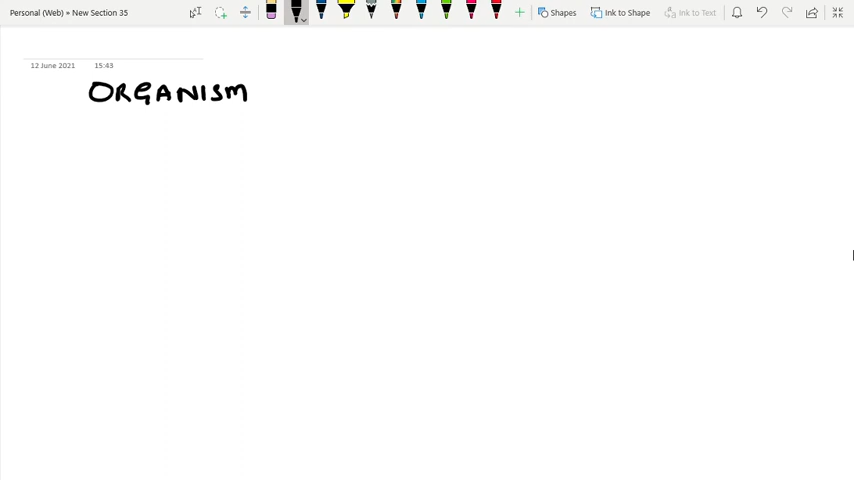 Personal (Web) » New Section 35
Shapes
Ink to Shape
Ink to Text
12 June 2021 15:43
ORGANISM